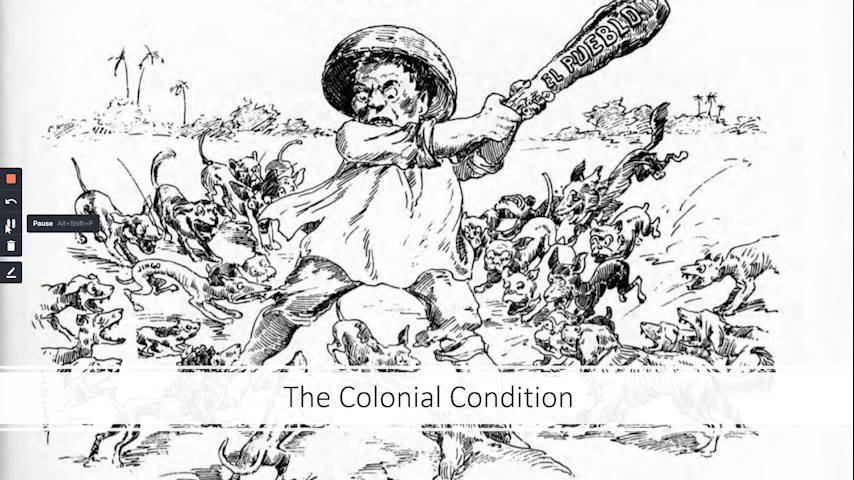 EL PUEBLO
Pause Alt+Shift+P
JINGO
The Colonial Condition